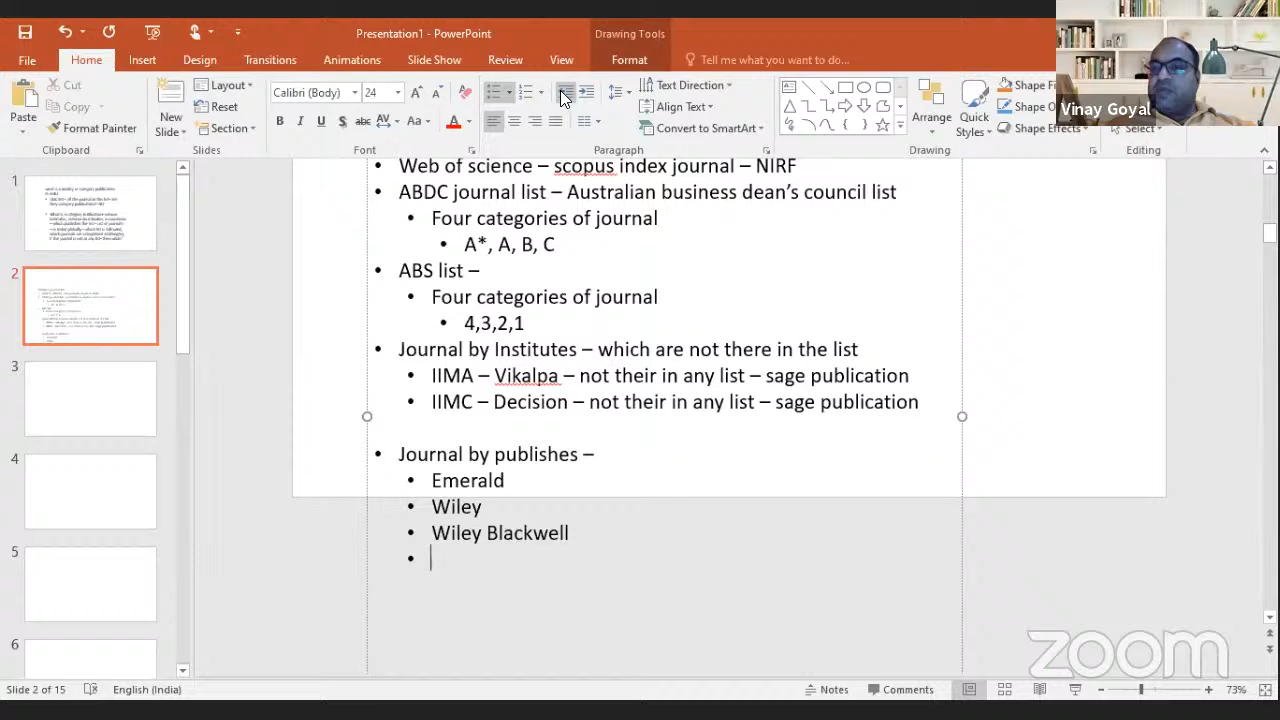 Presentation1 - PowerPoint
Drawing Tools
File
Home
Insert
Design
Transitions
Animations
Slide Show
Review
View
Format
Tell me what you want to do...
Paste
Cut
Copy
Format Painter
Clipboard
New
Slide
Layout
Reset
Section
Slides
Calibri (Body)
24
Font
Text Direction
Align Text
Convert to SmartArt
Paragraph
Arrange
Quick
Styles
Shape
Shape
Shape Effects
Drawing
Select
Editing
Vinay Goyal
1
2
3
4
5
6
• Web of science – scopus index journal – NIRF
• ABDC journal list – Australian business dean's council list
• Four categories of journal
• A*, A, B, C
• ABS list –
• Four categories of journal
• 4,3,2,1
• Journal by Institutes – which are not there in the list
• IIMA – Vikalpa – not their in any list – sage publication
• IIMC – Decision – not their in any list – sage publication
• Journal by publishes –
• Emerald
• Wiley
• Wiley Blackwell
•
zoom
Slide 2 of 15
English (India)
Notes
Comments
73%